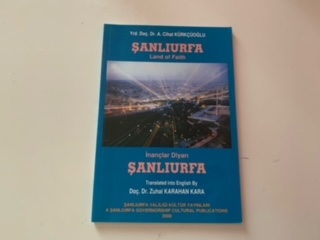 Yrd. Doç. Dr. A. Cihat KÜRKÇÜOĞLU
ŞANLIURFA
Land of Faith
İnançlar Diyarı
ŞANLIURFA
Translated Into English By
Doç. Dr. Zuhal KARAHAN KARA
ŞANLIURFA VALİLİĞİ KÜLTÜR YAYINLARI
A ŞANLIURFA GOVERNORSHIP CULTURAL PUBLICATIONS